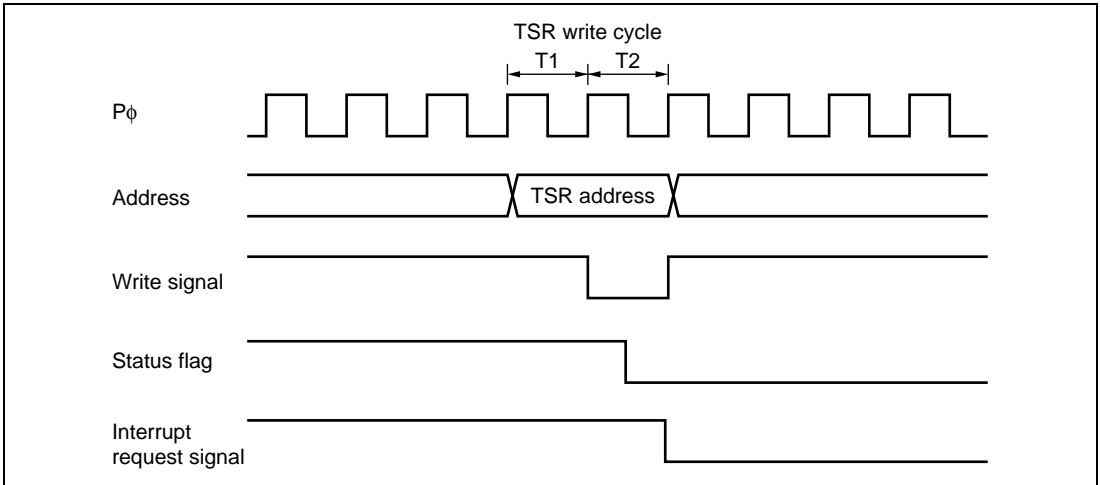 TSR write cycle
T1 T2
Pϕ
Address
TSR address
Write signal
Status flag
Interrupt
request signal